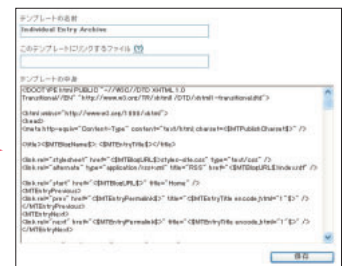 テンプレートの名前
Individual Entry Archive
このテンプレートにリンクするファイル (?)
テンプレートの中身
<!DOCTYPE html PUBLIC "-//W3C//DTD XHTML 1.0
Transitional//EN" "http://www.w3.org/TR/xhtml1/DTD/xhtml1-transitional.dtd">
<html xmlns="http://www.w3.org/1999/xhtml">
<head>
<meta http-equiv="Content-Type" content="text/html; charset=<$MTPublishCharset$>" />
<title><$MTBlogName$>: <$MTEntryTitle$></title>
<link rel="stylesheet" href="<$MTBlogURL$>styles-site.css" type="text/css" />
<link rel="alternate" type="application/rss+xml" title="RSS" href="<$MTBlogURL$>index.rdf" />
<link rel="start" href="<$MTBlogURL$>" title="Home" />
<MTEntryPrevious>
<link rel="prev" href="<$MTEntryPermalink$>" title="<$MTEntryTitle encode_html="1"$>" />
</MTEntryPrevious>
<MTEntryNext>
<link rel="next" href="<$MTEntryPermalink$>" title="<$MTEntryTitle encode_html="1"$>" />
</MTEntryNext>
保存